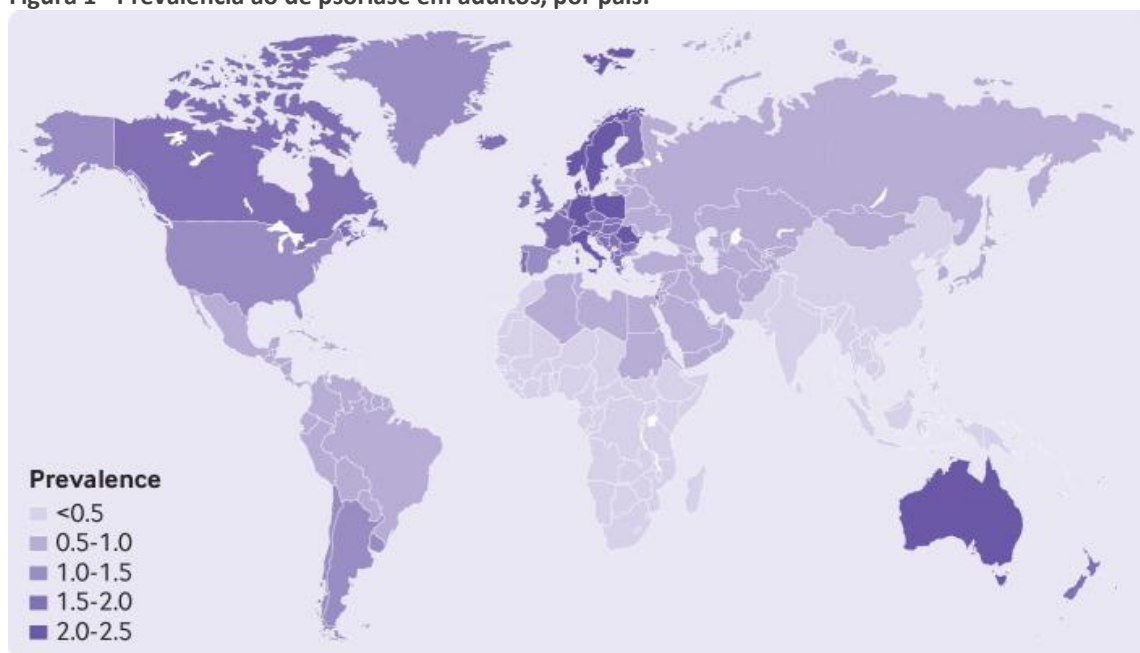 Figura 1 - Prevalência ao de psoríase em adultos, por país.
Prevalence
<0.5
0.5-1.0
1.0-1.5
1.5-2.0
2.0-2.5